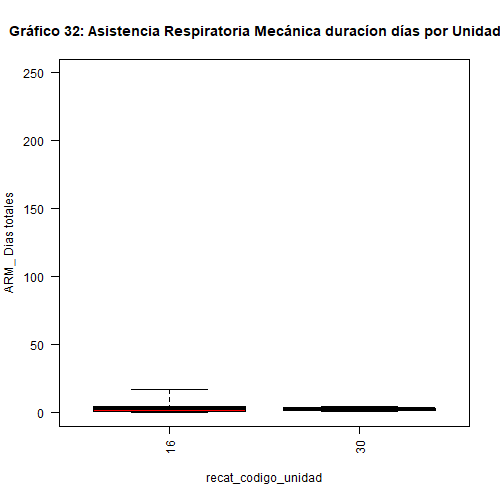 Gráfico 32: Asistencia Respiratoria Mecánica duracíon días por Unidad
250
200
150
100
50
0
ARM_ Dias totales
16
30
recat_codigo_unidad